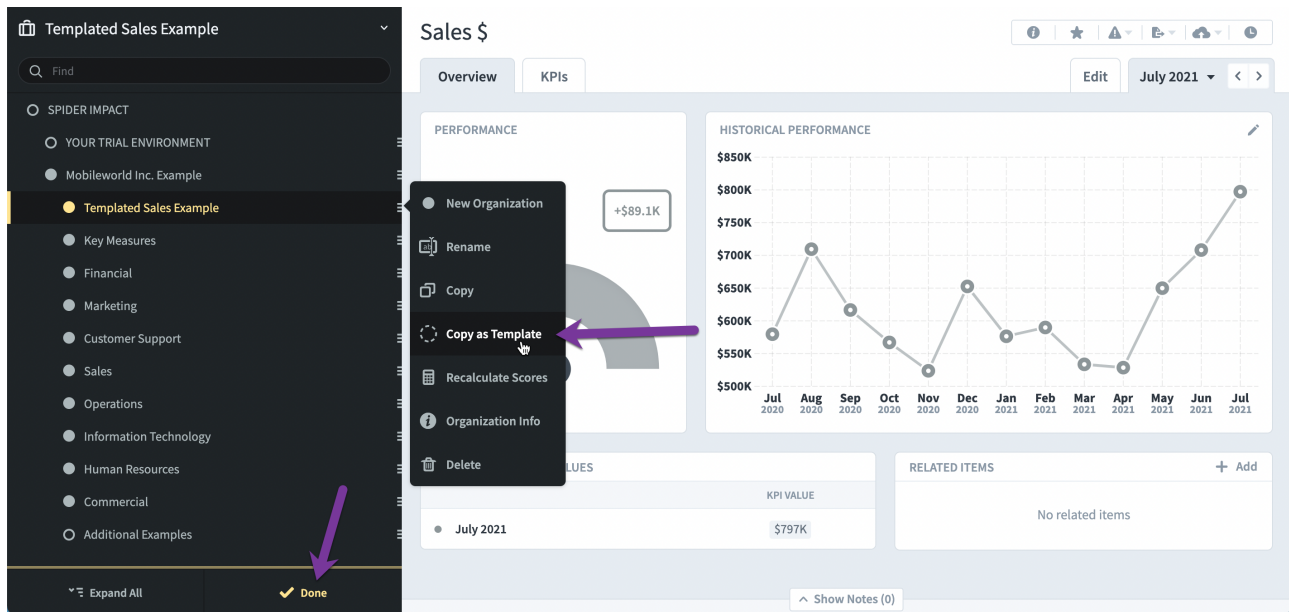 Templated Sales Example
Find
SPIDER IMPACT
YOUR TRIAL ENVIRONMENT
Mobileworld Inc. Example
Templated Sales Example
Key Measures
Financial
Marketing
Customer Support
Sales
Operations
Information Technology
Human Resources
Commercial
Additional Examples
Expand All
Done
New Organization
Rename
Copy
Copy as Template
Recalculate Scores
Organization Info
Delete
Sales $
Overview KPIs
Edit July 2021
PERFORMANCE
+$89.1K
HISTORICAL PERFORMANCE
$850K
$800K
$750K
$700K
$650K
$600K
$550K
$500K
Jul Aug Sep Oct Nov Dec Jan Feb Mar Apr May Jun Jul
2020 2020 2020 2020 2020 2020 2021 2021 2021 2021 2021 2021 2021
LUES
KPI VALUE
July 2021 $797K
RELATED ITEMS Add
No related items
Show Notes (0)